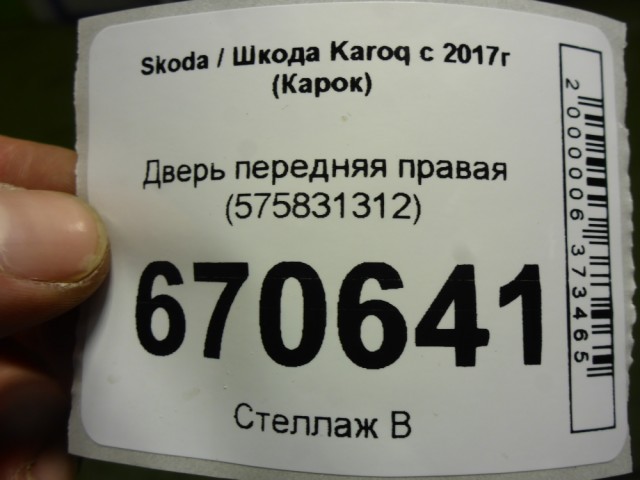 Skoda / Шкода Karoq с 2017г
(Карок)
Дверь передняя правая
(575831312)
670641
Стеллаж В
2000006373465